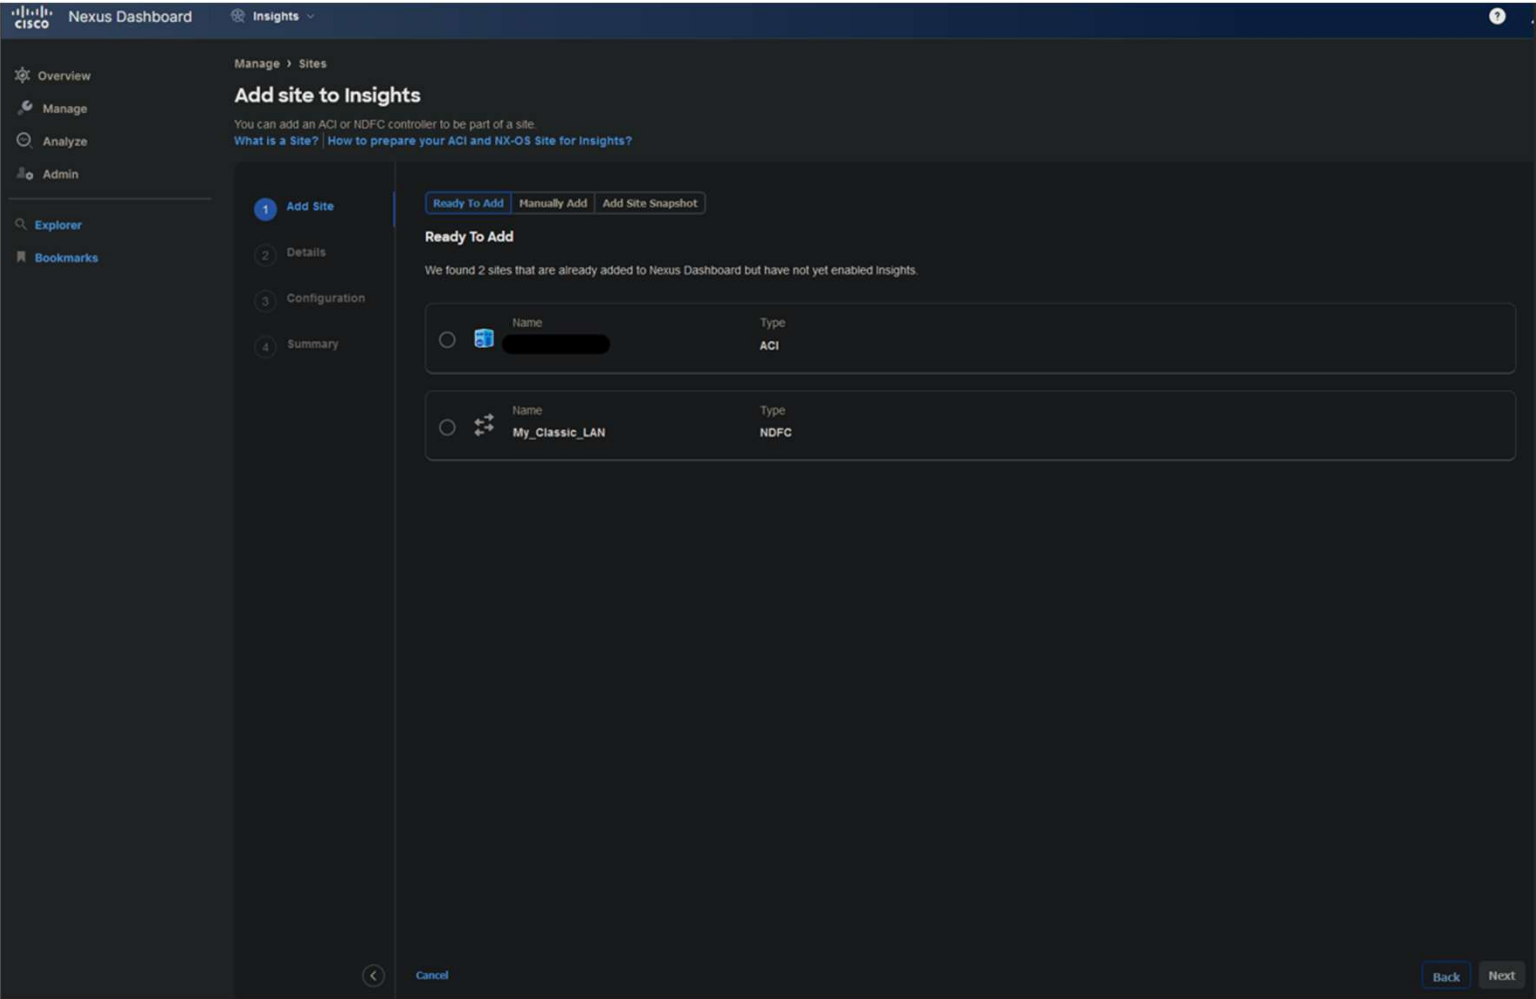 CISCO Nexus Dashboard Insights ?
Overview
Manage
Analyze
Admin
Explorer
Bookmarks
Manage > Sites
Add site to Insights
You can add an ACI or NDFC controller to be part of a site.
What is a Site? | How to prepare your ACI and NX-OS Site for Insights?
1 Add Site
2 Details
3 Configuration
4 Summary
Ready To Add Manually Add Add Site Snapshot
Ready To Add
We found 2 sites that are already added to Nexus Dashboard but have not yet enabled Insights.
Name Type
ACI
Name Type
My_Classic_LAN NDFC
Cancel Back Next